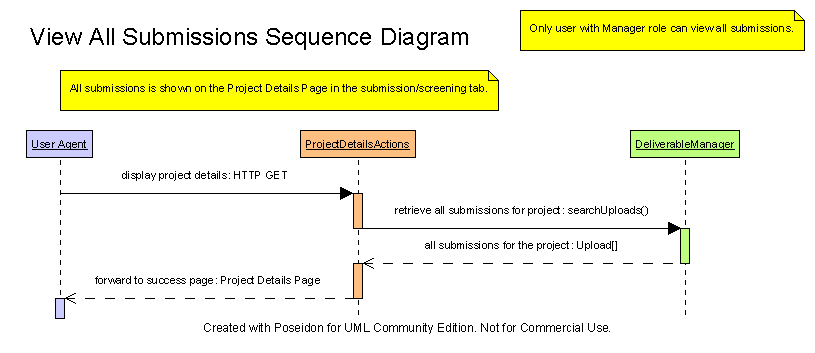 Only user with Manager role can view all submissions.
View All Submissions Sequence Diagram
All submissions is shown on the Project Details Page in the submission/screening tab.
User Agent
ProjectDetailsActions
DeliverableManager
display project details: HTTP GET
retrieve all submissions for project: searchUploads()
all submissions for the project: Upload[]
forward to success page: Project Details Page
Created with Poseidon for UML Community Edition. Not for Commercial Use.